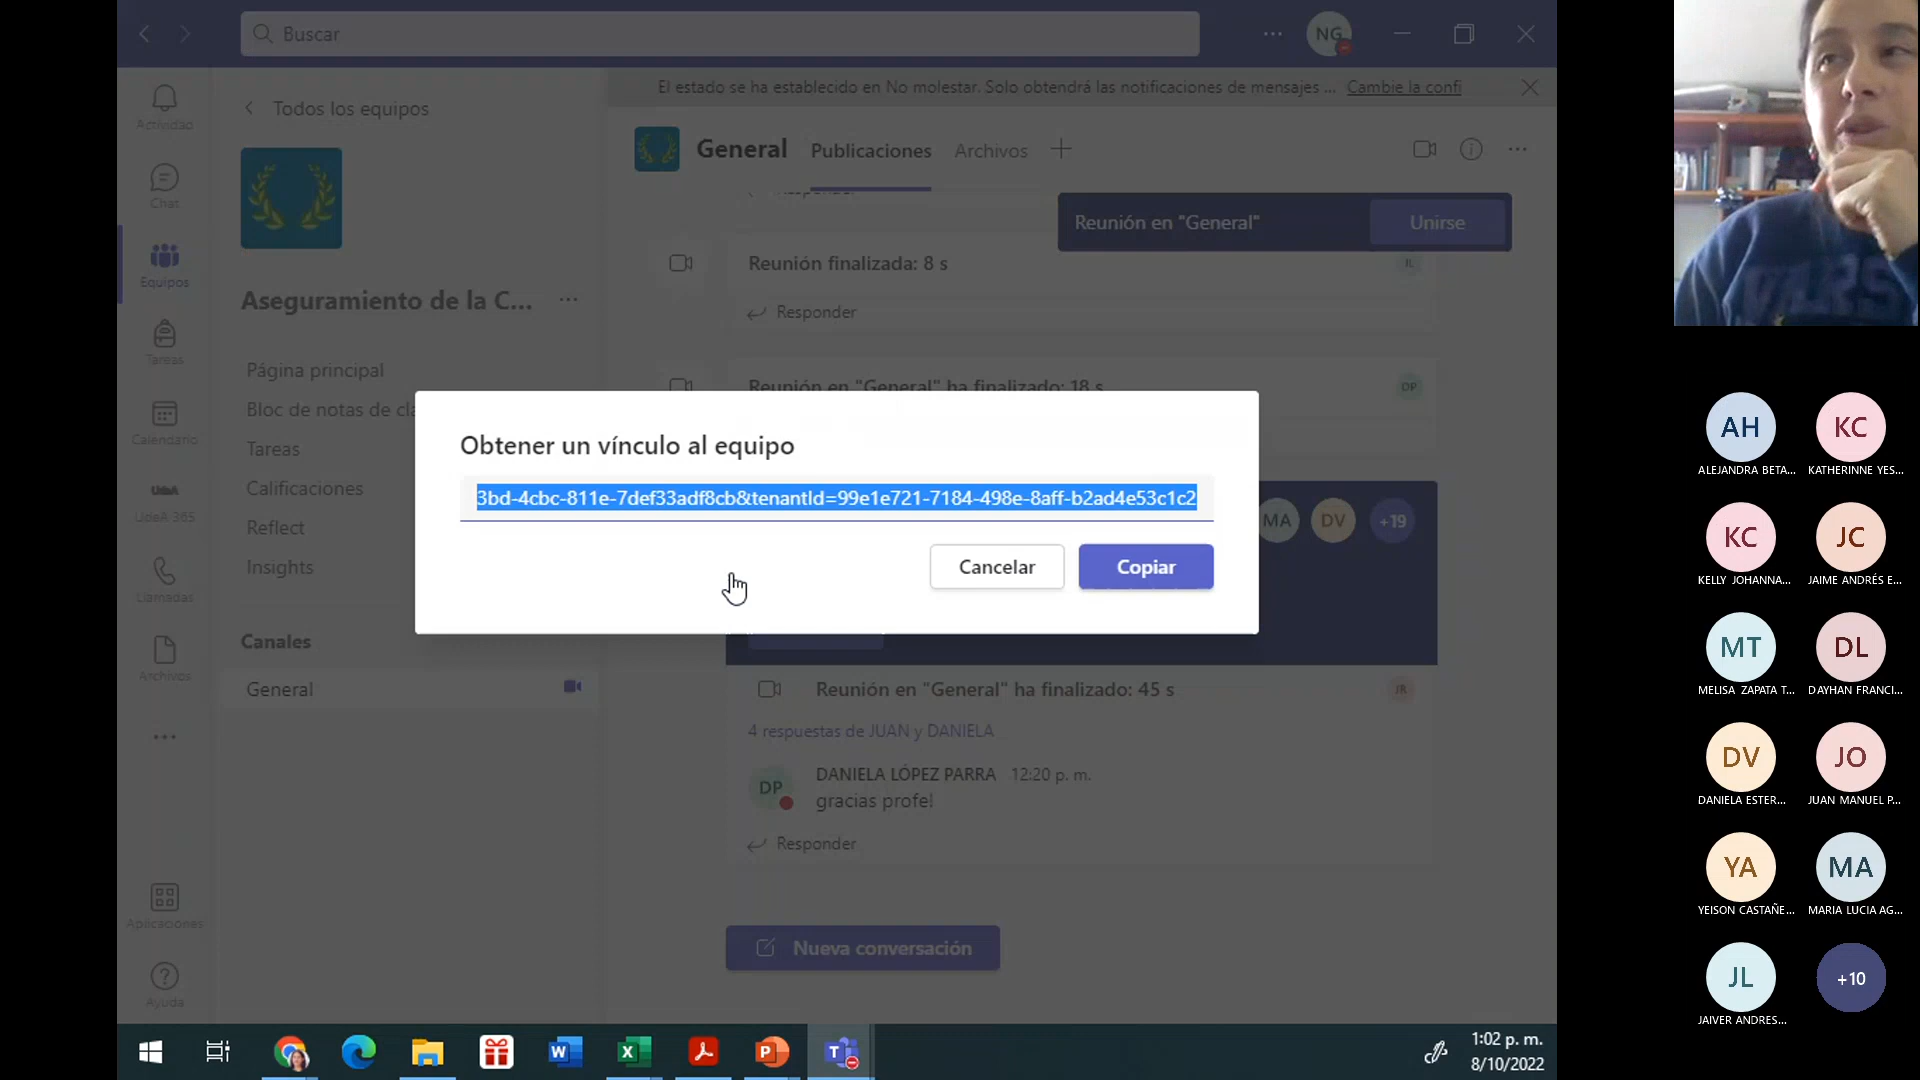 Buscar
NG
El estado se ha establecido en No molestar. Solo obtendrá las notificaciones de mensajes ... Cambie la confi
Actividad
Chat
Equipos
Tareas
Calendario
UdeA 365
Llamadas
Archivos
Aplicaciones
Ayuda
Todos los equipos
Aseguramiento de la C...
Página principal
Bloc de notas de cla
Tareas
Calificaciones
Reflect
Insights
Canales
General
General
Publicaciones
Archivos
Responder
Reunión en "General"
Unirse
Reunión finalizada: 8 s
IL
Responder
Reunión en "General" ha finalizado: 18 s
DP
Obtener un vínculo al equipo
3bd-4cbc-811e-7def33adf8cb&tenantId=99e1e721-7184-498e-8aff-b2ad4e53c1c2
Cancelar
Copiar
MA
DV
+19
Reunión en "General" ha finalizado: 45 s
JR
4 respuestas de JUAN y DANIELA
DP
DANIELA LÓPEZ PARRA 12:20 p. m.
gracias profe!
Responder
Nueva conversación
1:02 p. m.
8/10/2022
AH
ALEJANDRA BETA...
KC
KATHERINNE YES...
KC
KELLY JOHANNA...
JC
JAIME ANDRÉS E...
MT
MELISA ZAPATA T...
DL
DAYHAN FRANCI...
DV
DANIELA ESTER...
JO
JUAN MANUEL P...
YA
YEISON CASTAÑE...
MA
MARIA LUCIA AG...
JL
JAIVER ANDRES...
+10